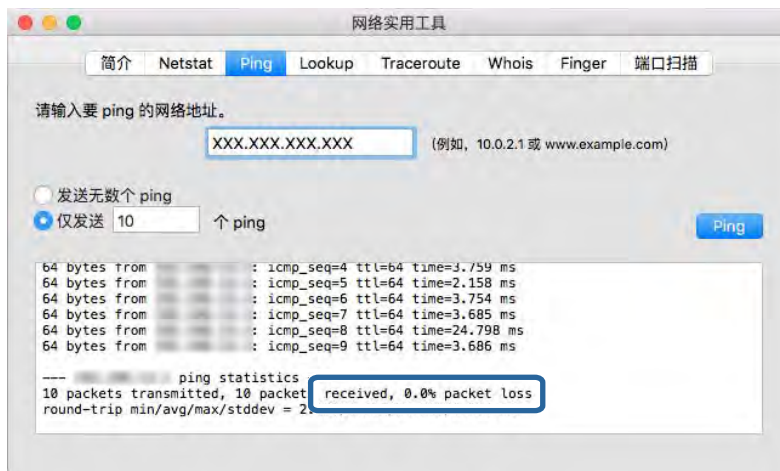 网络实用工具
简介 Netstat Ping Lookup Traceroute Whois Finger 端口扫描
请输入要 ping 的网络地址。
XXX.XXX.XXX.XXX (例如, 10.0.2.1 或 www.example.com)
发送无数个 ping
仅发送 10 个 ping
Ping
64 bytes from : icmp_seq=4 ttl=64 time=3.759 ms
64 bytes from : icmp_seq=5 ttl=64 time=2.158 ms
64 bytes from : icmp_seq=6 ttl=64 time=3.754 ms
64 bytes from : icmp_seq=7 ttl=64 time=3.685 ms
64 bytes from : icmp_seq=8 ttl=64 time=24.798 ms
64 bytes from : icmp_seq=9 ttl=64 time=3.686 ms
--- ping statistics
10 packets transmitted, 10 packet received, 0.0% packet loss
round-trip min/avg/max/stddev = 2.